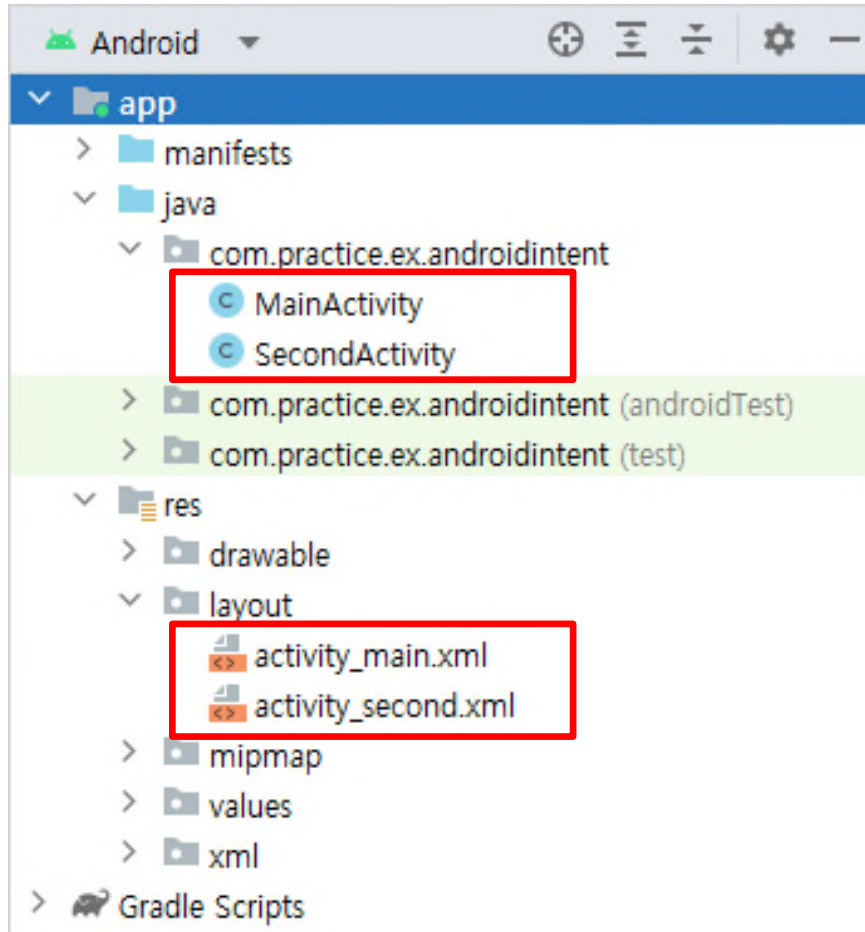 Android
app
manifests
java
com.practice.ex.androidintent
C MainActivity
C SecondActivity
com.practice.ex.androidintent (androidTest)
com.practice.ex.androidintent (test)
res
drawable
layout
activity_main.xml
activity_second.xml
mipmap
values
xml
Gradle Scripts